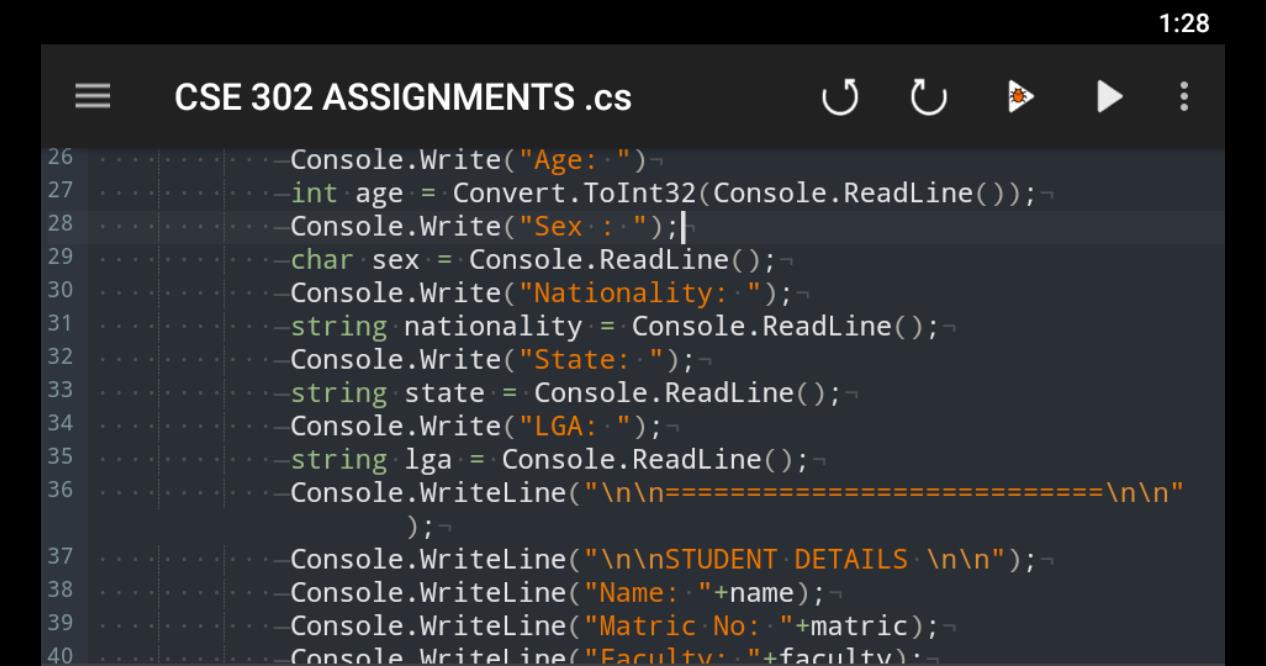 1:28
CSE 302 ASSIGNMENTS .cs
26 Console.Write("Age: ")
27 int age = Convert.ToInt32(Console.ReadLine());
28 Console.Write("Sex : ");
29 char sex = Console.ReadLine();
30 Console.Write("Nationality: ");
31 string nationality = Console.ReadLine();
32 Console.Write("State: ");
33 string state = Console.ReadLine();
34 Console.Write("LGA: ");
35 string lga = Console.ReadLine();
36 Console.WriteLine("\n\n===========================\n\n"
);
37 Console.WriteLine("\n\nSTUDENT DETAILS \n\n");
38 Console.WriteLine("Name: "+name);
39 Console.WriteLine("Matric No: "+matric);
40 Console.WriteLine("Faculty: "+faculty);